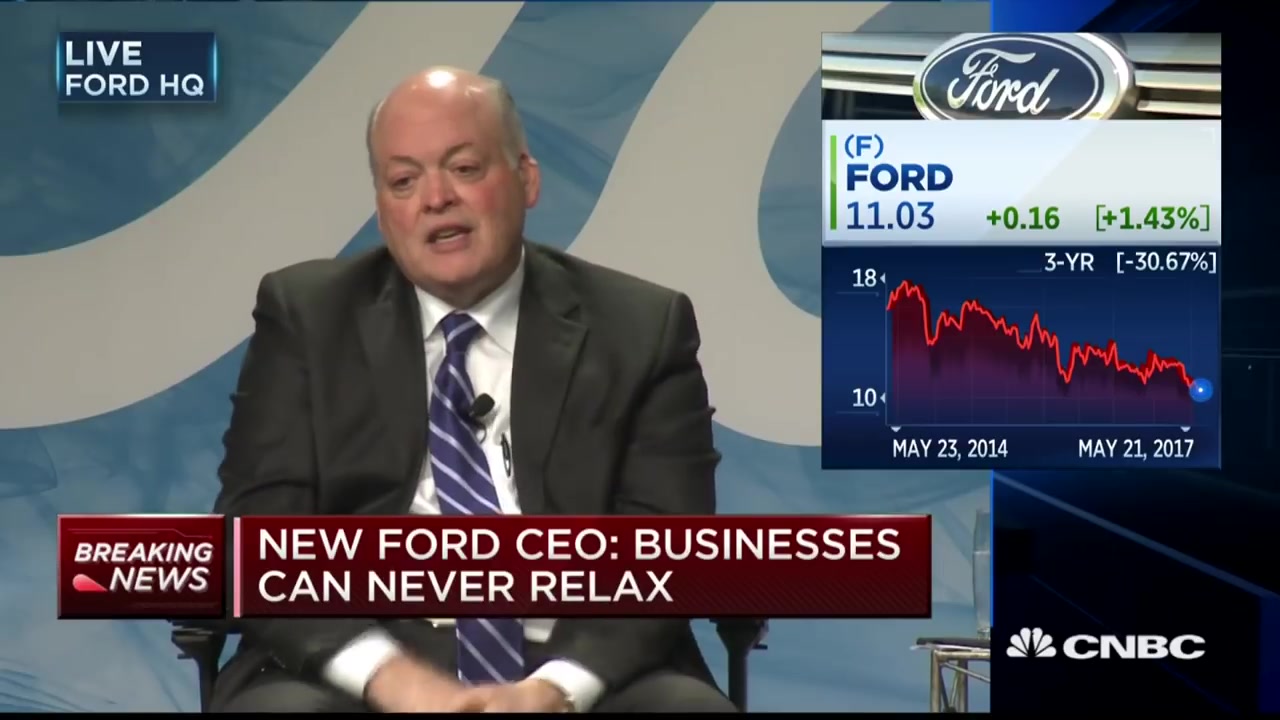 LIVE
FORD HQ
Ford
(F)
FORD
11.03 +0.16 [+1.43%]
3-YR [-30.67%]
18
10
MAY 23, 2014 MAY 21, 2017
BREAKING
NEWS
NEW FORD CEO: BUSINESSES
CAN NEVER RELAX
CNBC